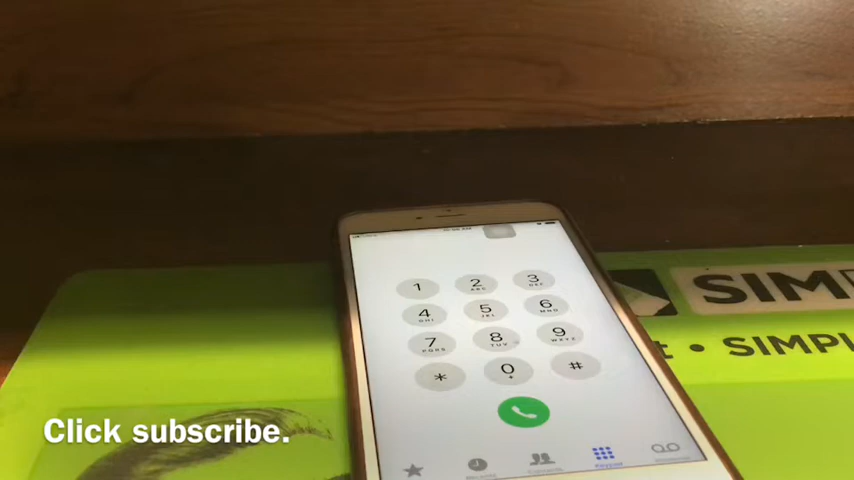 1
2
ABC
3
DEF
4
GHI
5
JKL
6
MNO
7
PQRS
8
TUV
9
WXYZ
*
0
+
#
Keypad
SIM
t • SIMPL
Click subscribe.